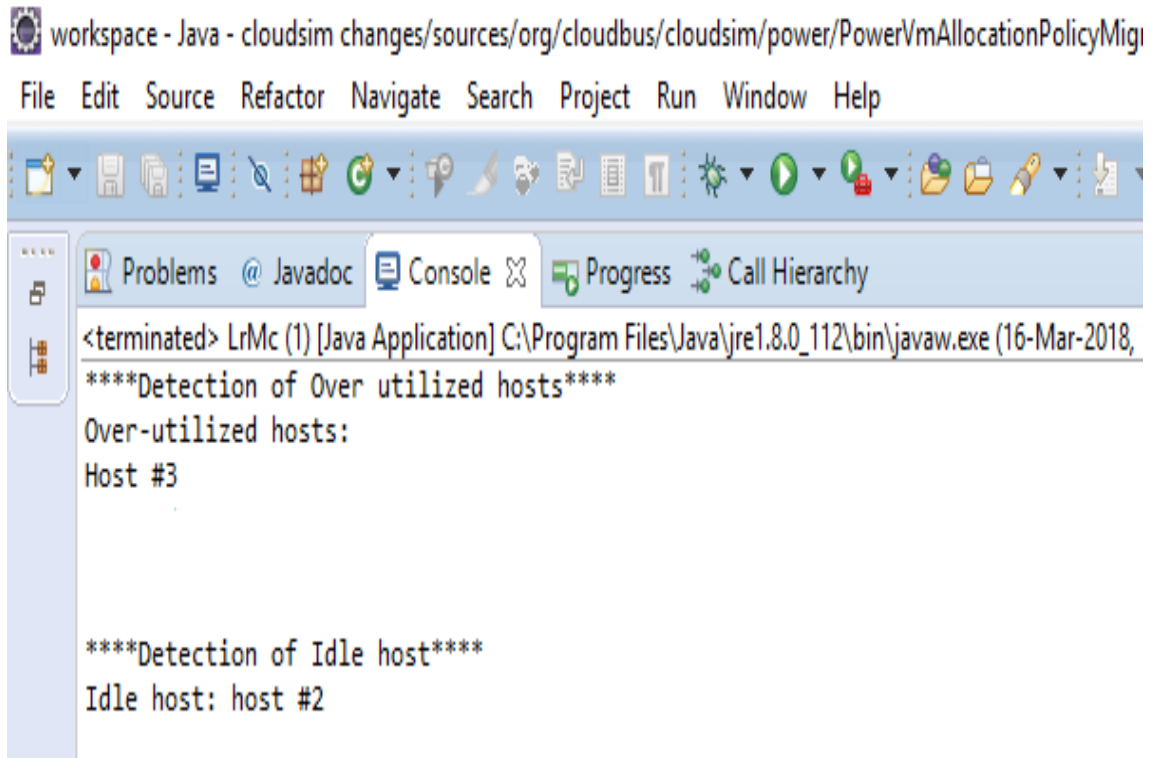 workspace - Java - cloudsim changes/sources/org/cloudbus/cloudsim/power/PowerVmAllocationPolicyMig
File Edit Source Refactor Navigate Search Project Run Window Help
Problems @ Javadoc Console Progress Call Hierarchy
<terminated> LrMc (1) [Java Application] C:\Program Files\Java\jre1.8.0_112\bin\javaw.exe (16-Mar-2018,
****Detection of Over utilized hosts****
Over-utilized hosts:
Host #3
****Detection of Idle host****
Idle host: host #2